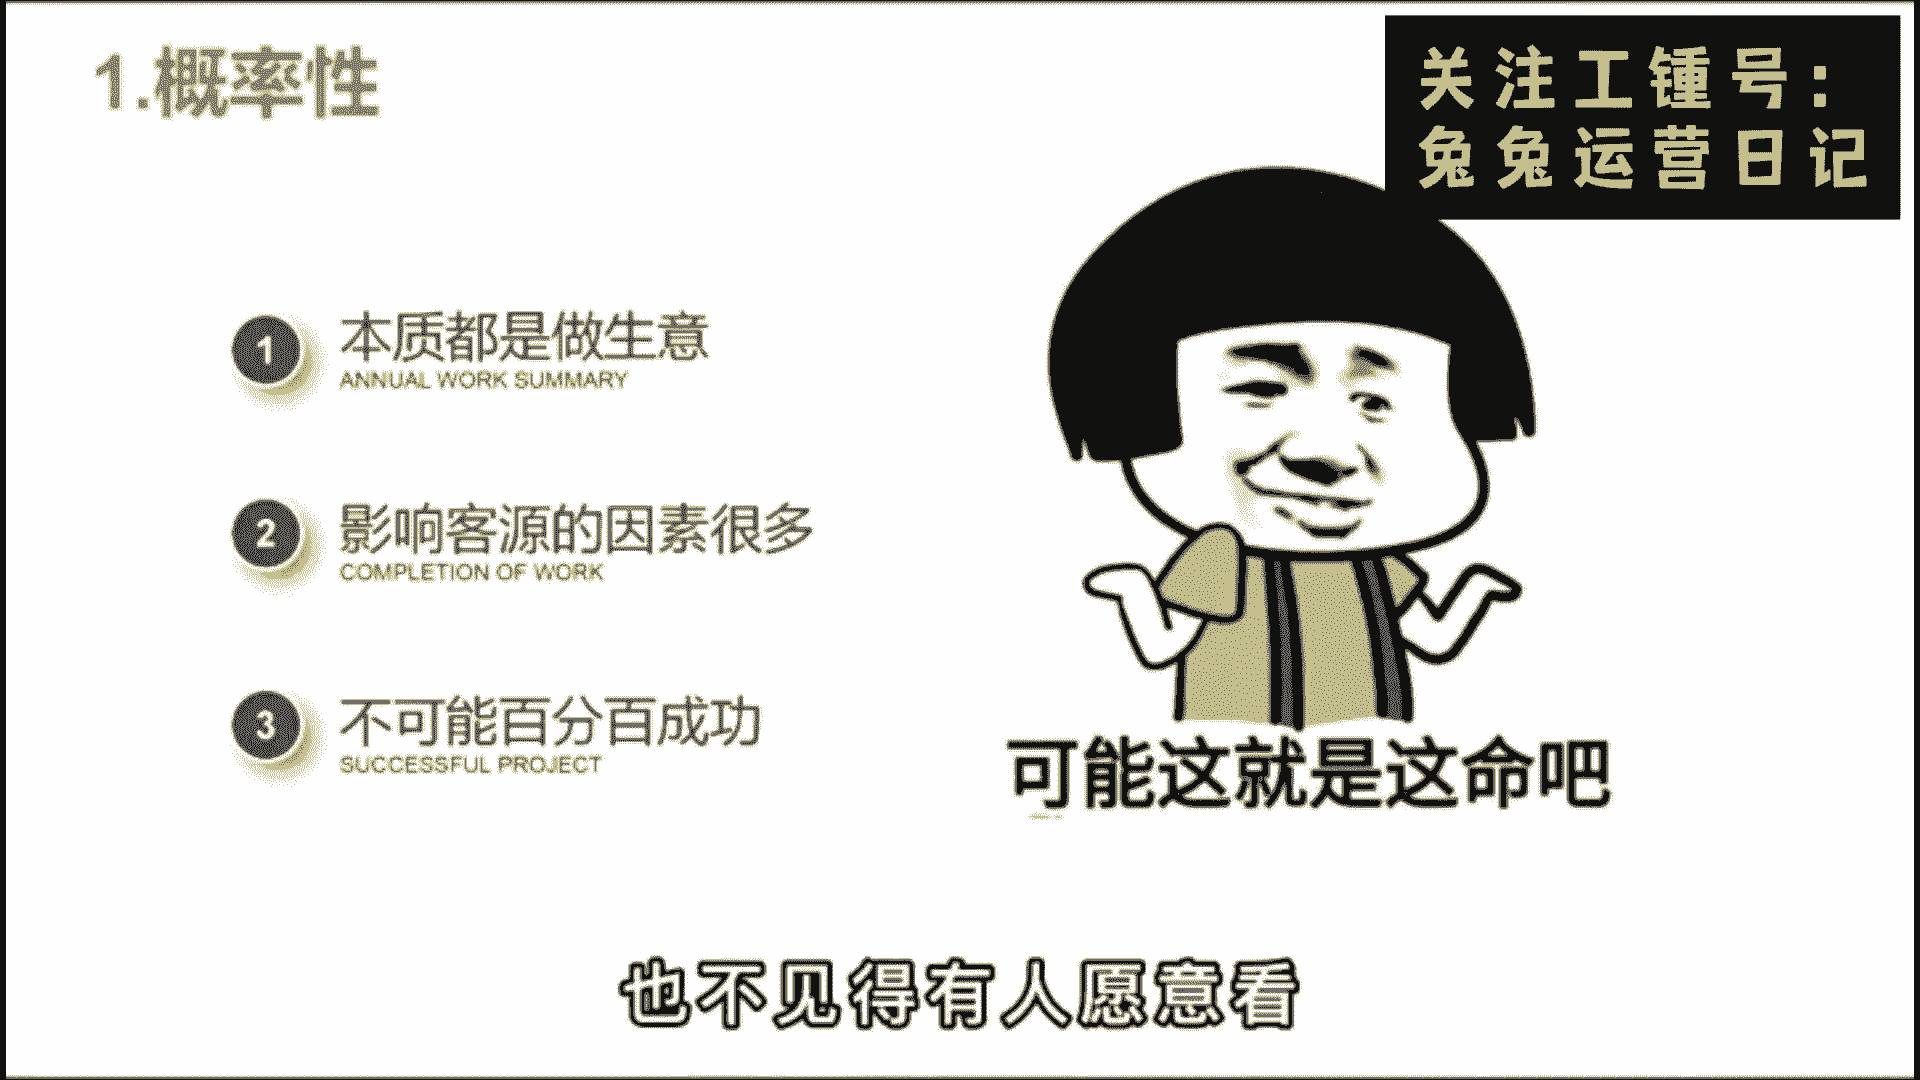 1.概率性
关注工锺号：
兔兔运营日记
1
本质都是做生意
ANNUAL WORK SUMMARY
2
影响客源的因素很多
COMPLETION OF WORK
3
不可能百分百成功
SUCCESSFUL PROJECT
可能这就是这命吧
也不见得有人愿意看